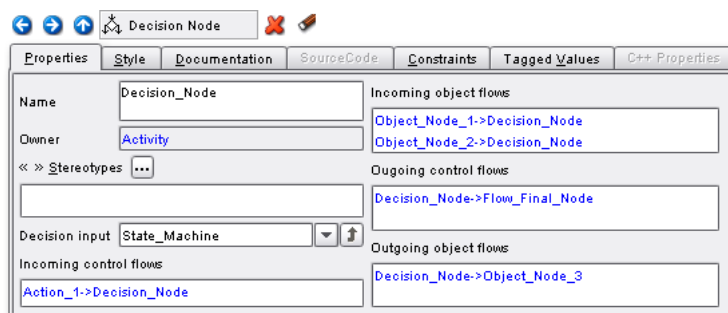 Decision Node
Properties Style Documentation SourceCode Constraints Tagged Values C++ Properties
Name
Decision_Node
Owner
Activity
« » Stereotypes ...
Decision input
State_Machine
Incoming control flows
Action_1->Decision_Node
Incoming object flows
Object_Node_1->Decision_Node
Object_Node_2->Decision_Node
Ougoing control flows
Decision_Node->Flow_Final_Node
Outgoing object flows
Decision_Node->Object_Node_3